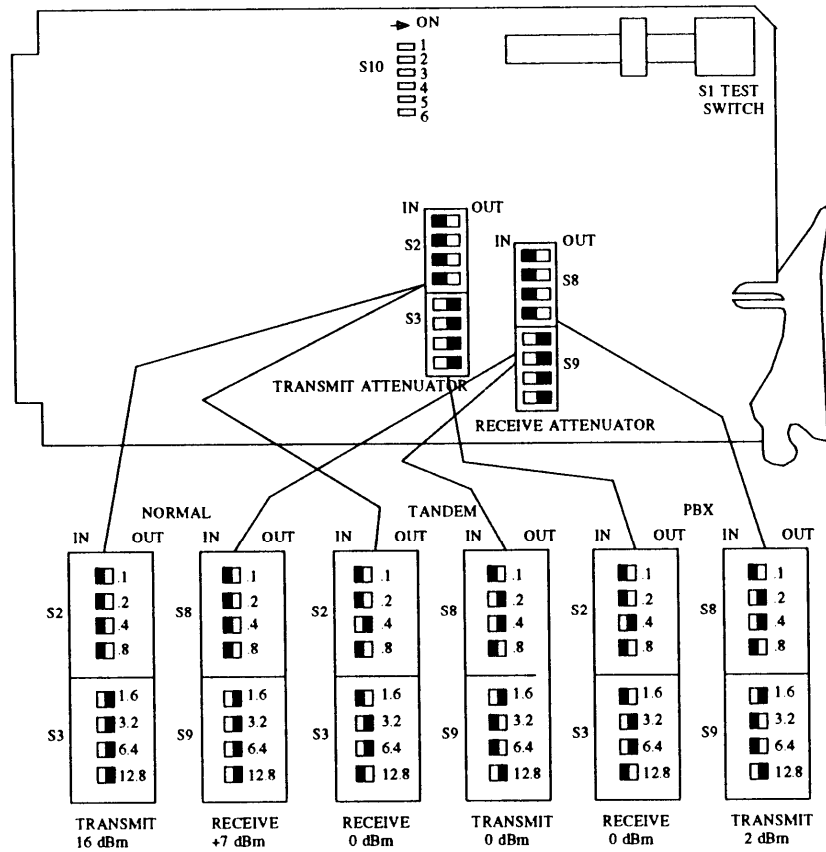 ON
S10
1
2
3
4
5
6
S1 TEST
SWITCH
IN OUT
S2
S3
IN OUT
S8
S9
TRANSMIT ATTENUATOR
RECEIVE ATTENUATOR
NORMAL TANDEM PBX
IN OUT IN OUT IN OUT IN OUT
S2 .1 .2 .4 .8
S3 1.6 3.2 6.4 12.8
TRANSMIT
16 dBm
S8 .1 .2 .4 .8
S9 1.6 3.2 6.4 12.8
RECEIVE
+7 dBm
S2 .1 .2 .4 .8
S3 1.6 3.2 6.4 12.8
RECEIVE
0 dBm
S8 .1 .2 .4 .8
S9 1.6 3.2 6.4 12.8
TRANSMIT
0 dBm
S2 .1 .2 .4 .8
S3 1.6 3.2 6.4 12.8
RECEIVE
0 dBm
S8 .1 .2 .4 .8
S9 1.6 3.2 6.4 12.8
TRANSMIT
2 dBm